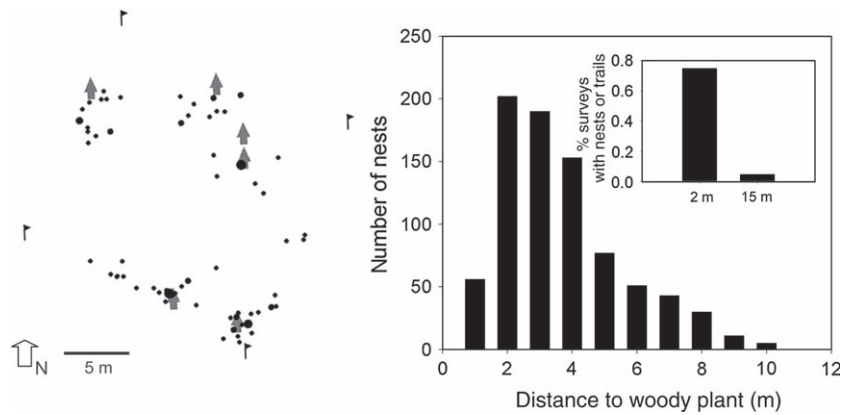 N
5 m
250
200
150
100
50
0
Number of nests
0 2 4 6 8 10 12
Distance to woody plant (m)
0.8
0.6
0.4
0.2
0.0
% surveys
with nests or trails
2 m 15 m